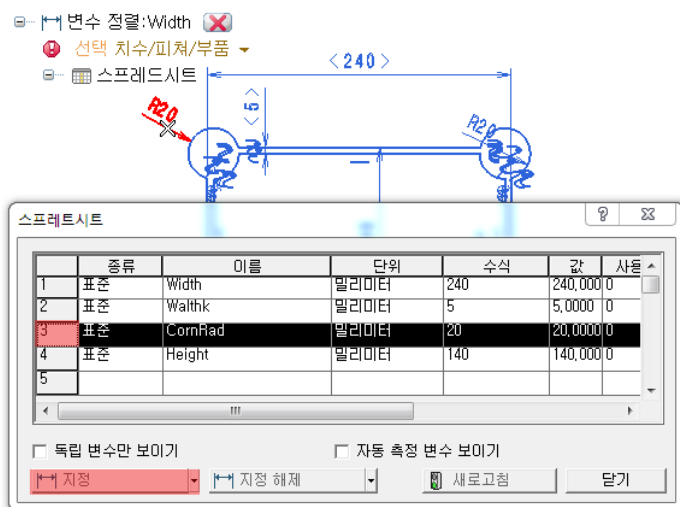 변수 정렬:Width
선택 치수/피쳐/부품
스프레드시트
<240>
R20
<5>
R20
스프레트시트
종류 이름 단위 수식 값 사용
1 표준 Width 밀리미터 240 240,000 0
2 표준 Walthk 밀리미터 5 5,0000 0
3 표준 CornRad 밀리미터 20 20,0000 0
4 표준 Height 밀리미터 140 140,000 0
5
독립 변수만 보이기 자동 측정 변수 보이기
지정 지정 해제 새로고침 닫기